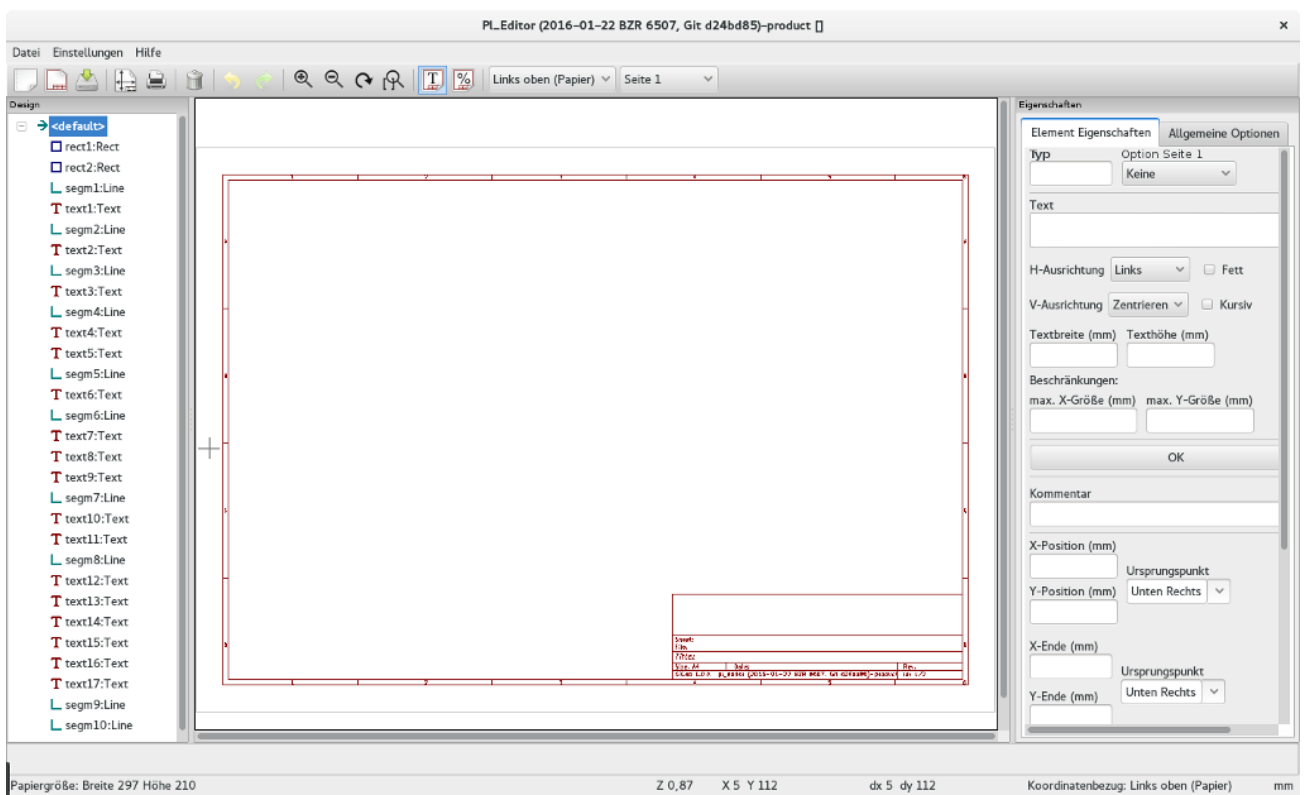 Pl_Editor (2016-01-22 BZR 6507, Git d24bd85)-product []
Datei Einstellungen Hilfe
Links oben (Papier) Seite 1
Design
<default>
rect1:Rect
rect2:Rect
segm1:Line
text1:Text
segm2:Line
text2:Text
segm3:Line
text3:Text
segm4:Line
text4:Text
text5:Text
segm5:Line
text6:Text
segm6:Line
text7:Text
text8:Text
text9:Text
segm7:Line
text10:Text
text11:Text
segm8:Line
text12:Text
text13:Text
text14:Text
text15:Text
text16:Text
text17:Text
segm9:Line
segm10:Line
Sheet:
File:
Title:
Size: A4 Date: Rev:
Eigenschaften
Element Eigenschaften Allgemeine Optionen
Typ Option Seite 1
Keine
Text
H-Ausrichtung Links Fett
V-Ausrichtung Zentrieren Kursiv
Textbreite (mm) Texthöhe (mm)
Beschränkungen:
max. X-Größe (mm) max. Y-Größe (mm)
OK
Kommentar
X-Position (mm)
Ursprungspunkt
Y-Position (mm) Unten Rechts
X-Ende (mm)
Ursprungspunkt
Y-Ende (mm) Unten Rechts
Papiergröße: Breite 297 Höhe 210 Z 0,87 X 5 Y 112 dx 5 dy 112 Koordinatenbezug: Links oben (Papier) mm